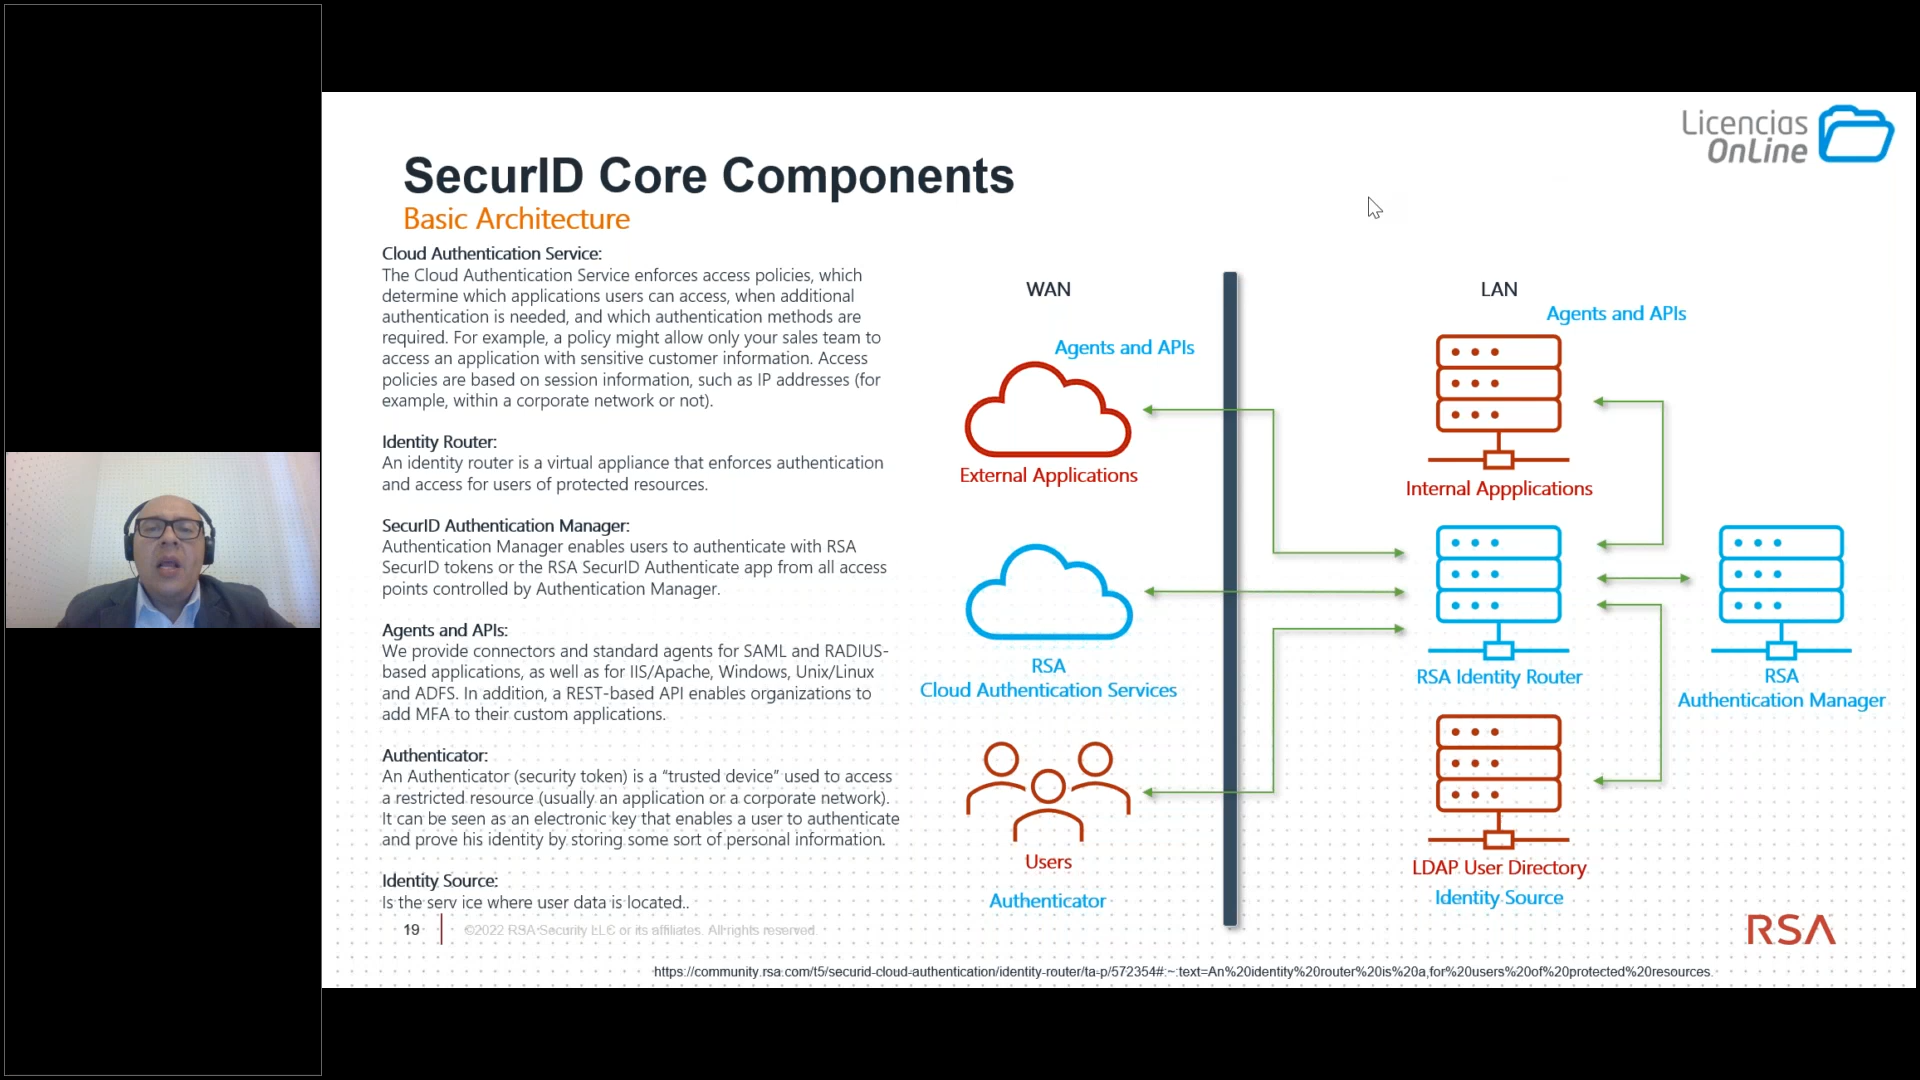 Licencias
OnLine
SecurID Core Components
Basic Architecture
Cloud Authentication Service:
The Cloud Authentication Service enforces access policies, which
determine which applications users can access, when additional
authentication is needed, and which authentication methods are
required. For example, a policy might allow only your sales team to
access an application with sensitive customer information. Access
policies are based on session information, such as IP addresses (for
example, within a corporate network or not).
Identity Router:
An identity router is a virtual appliance that enforces authentication
and access for users of protected resources.
SecurID Authentication Manager:
Authentication Manager enables users to authenticate with RSA
SecurID tokens or the RSA SecurID Authenticate app from all access
points controlled by Authentication Manager.
Agents and APIs:
We provide connectors and standard agents for SAML and RADIUS-
based applications, as well as for IIS/Apache, Windows, Unix/Linux
and ADFS. In addition, a REST-based API enables organizations to
add MFA to their custom applications.
Authenticator:
An Authenticator (security token) is a “trusted device” used to access
a restricted resource (usually an application or a corporate network).
It can be seen as an electronic key that enables a user to authenticate
and prove his identity by storing some sort of personal information.
Identity Source:
Is the serv ice where user data is located..
WAN
Agents and APIs
External Applications
RSA
Cloud Authentication Services
Users
Authenticator
LAN
Agents and APIs
Internal Appplications
RSA Identity Router
RSA
Authentication Manager
LDAP User Directory
Identity Source
19
©2022 RSA Security LLC or its affiliates. All rights reserved.
RSA
https://community.rsa.com/t5/securid-cloud-authentication/identity-router/ta-p/572354#:~:text=An%20identity%20router%20is%20a,for%20users%20of%20protected%20resources.